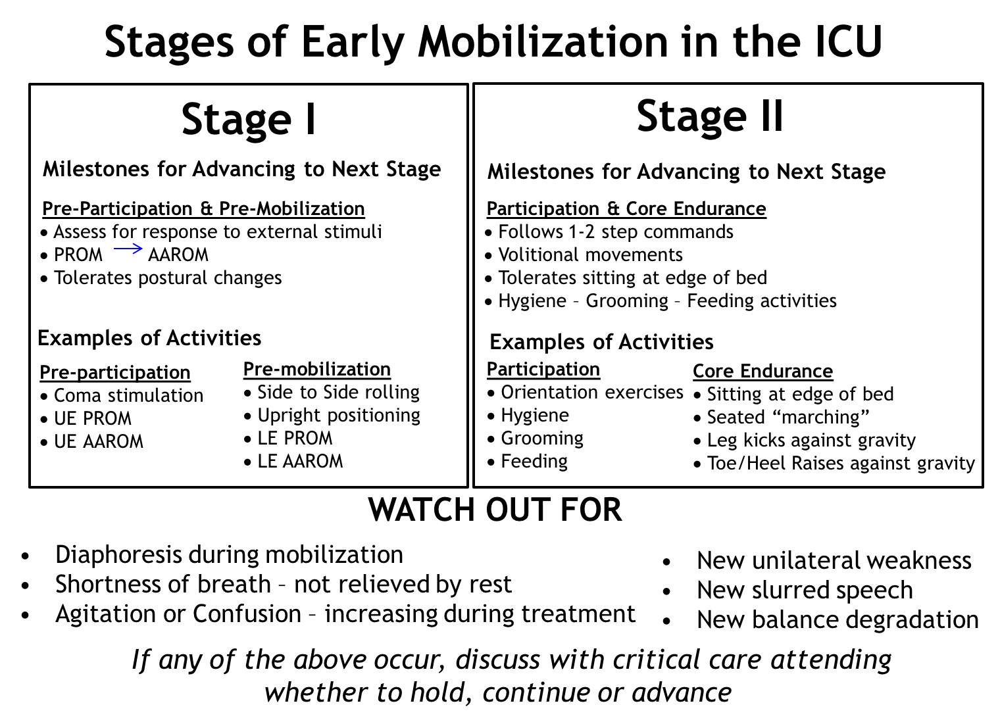 Stages of Early Mobilization in the ICU
Stage I
Milestones for Advancing to Next Stage
Pre-Participation & Pre-Mobilization
• Assess for response to external stimuli
• PROM → AAROM
• Tolerates postural changes
Examples of Activities
Pre-participation
• Coma stimulation
• UE PROM
• UE AAROM
Pre-mobilization
• Side to Side rolling
• Upright positioning
• LE PROM
• LE AAROM
Stage II
Milestones for Advancing to Next Stage
Participation & Core Endurance
• Follows 1-2 step commands
• Volitional movements
• Tolerates sitting at edge of bed
• Hygiene – Grooming – Feeding activities
Examples of Activities
Participation
• Orientation exercises
• Hygiene
• Grooming
• Feeding
Core Endurance
• Sitting at edge of bed
• Seated “marching”
• Leg kicks against gravity
• Toe/Heel Raises against gravity
WATCH OUT FOR
• Diaphoresis during mobilization
• Shortness of breath – not relieved by rest
• Agitation or Confusion – increasing during treatment
• New unilateral weakness
• New slurred speech
• New balance degradation
If any of the above occur, discuss with critical care attending
whether to hold, continue or advance